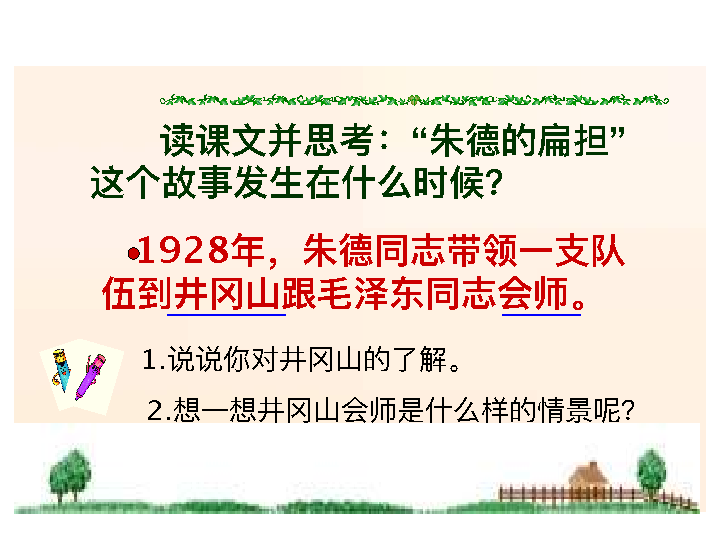 读课文并思考：“朱德的扁担”
这个故事发生在什么时候？
•1928年，朱德同志带领一支队
伍到井冈山跟毛泽东同志会师。
1.说说你对井冈山的了解。
2.想一想井冈山会师是什么样的情景呢？